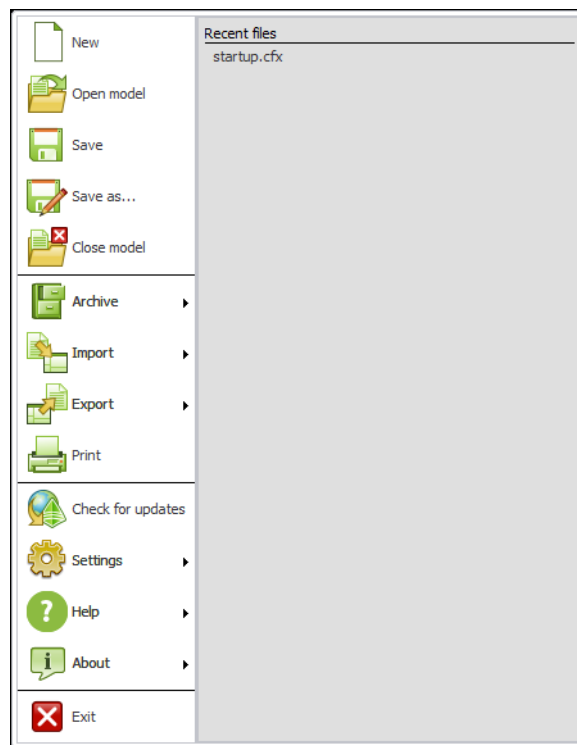 New
Open model
Save
Save as...
Close model
Archive
Import
Export
Print
Check for updates
Settings
Help
About
Exit
Recent files
startup.cfx